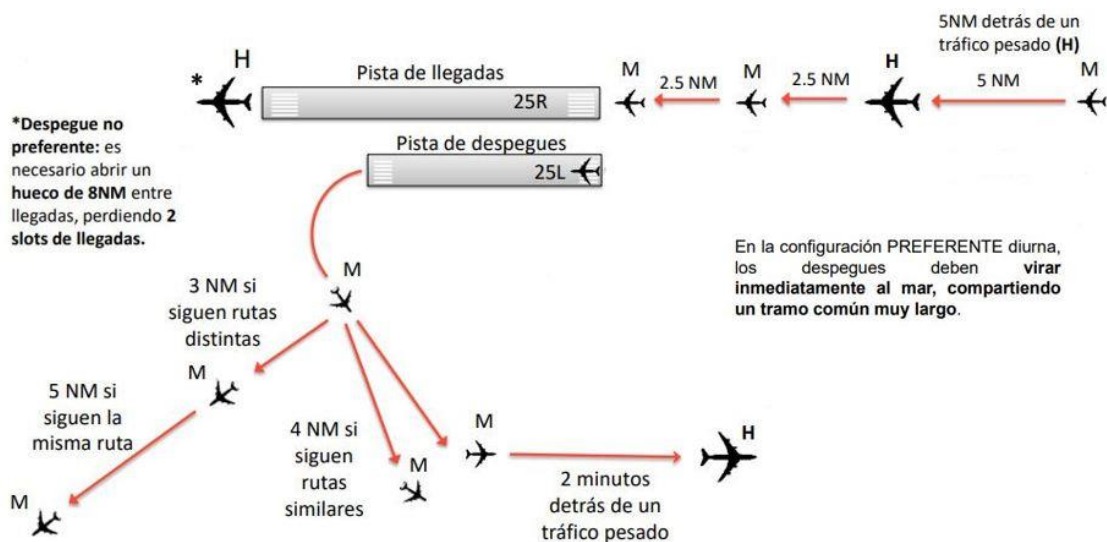 5NM detrás de un
tráfico pesado (H)
H
*
Pista de llegadas
25R
M
2.5 NM
M
2.5 NM
H
5 NM
M
*Despegue no
preferente: es
necesario abrir un
hueco de 8NM entre
llegadas, perdiendo 2
slots de llegadas.
Pista de despegues
25L
En la configuración PREFERENTE diurna,
los despegues deben virar
inmediatamente al mar, compartiendo
un tramo común muy largo.
M
3 NM si
siguen rutas
distintas
M
5 NM si
siguen la
misma ruta
M
4 NM si
siguen
rutas
similares
M
M
H
2 minutos
detrás de un
tráfico pesado